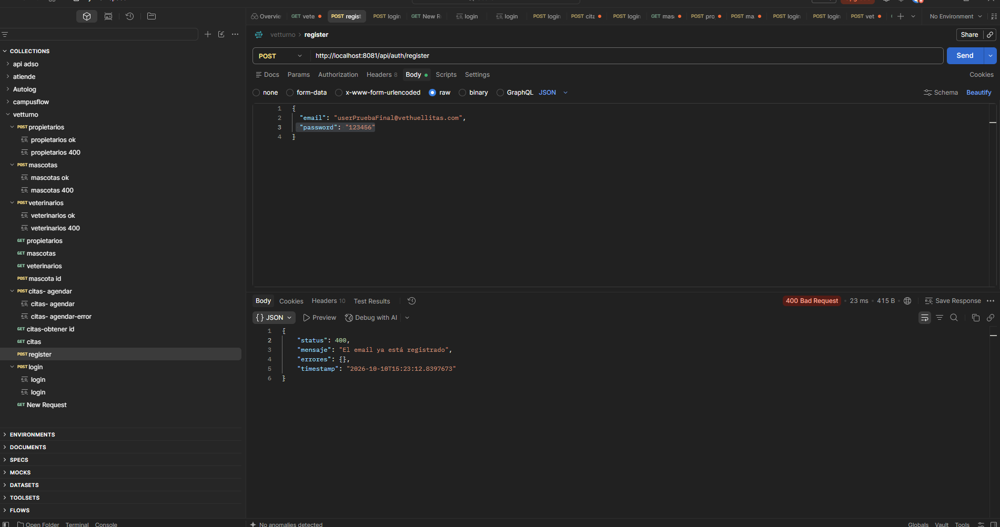 Overvie
GET vete
POST regist
POST login
GET New R
login
login
POST login
POST cita
POST login
GET mas
POST pro
POST ma
POST login
POST login
POST vet
No Environment
vetturno > register
Share
COLLECTIONS
api adso
atiende
Autolog
campusflow
vetturno
POST propietarios
e.g. propietarios ok
e.g. propietarios 400
POST mascotas
e.g. mascotas ok
e.g. mascotas 400
POST veterinarios
e.g. veterinarios ok
e.g. veterinarios 400
GET propietarios
GET mascotas
GET veterinarios
POST mascota id
POST citas- agendar
e.g. citas- agendar
e.g. citas- agendar-error
GET citas-obtener id
GET citas
POST register
POST login
e.g. login
e.g. login
GET New Request
ENVIRONMENTS
DOCUMENTS
SPECS
MOCKS
DATASETS
TOOLSETS
FLOWS
HTTP
POST http://localhost:8081/api/auth/register Send
Docs Params Authorization Headers 8 Body Scripts Settings Cookies
none form-data x-www-form-urlencoded raw binary GraphQL JSON Schema Beautify
1 {
2 "email": "userPruebaFinal@vethuellitas.com",
3 "password": "123456"
4 }
Body Cookies Headers 10 Test Results 400 Bad Request • 23 ms • 415 B e.g. Save Response
{} JSON Preview Debug with AI
1 {
2 "status": 400,
3 "mensaje": "El email ya está registrado",
4 "errores": {},
5 "timestamp": "2026-10-10T15:23:12.8397673"
6 }
Open Folder Terminal Console No anomalies detected Globals Vault Tools